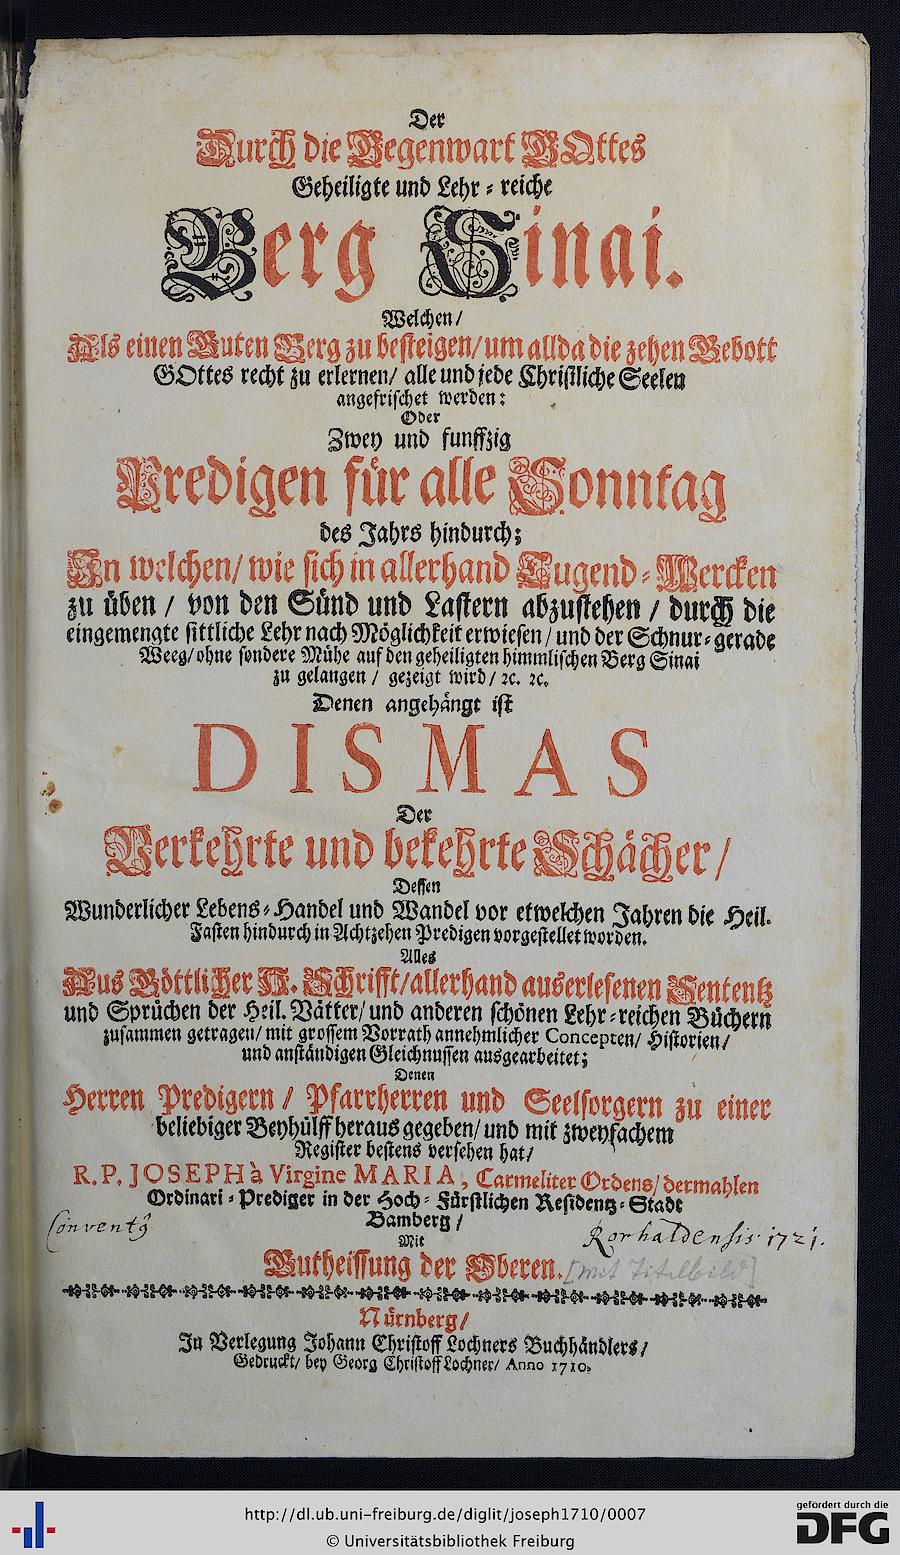 Der
Durch die Gegenwart GOttes
Geheiligte und Lehr-reiche
Berg Sinai.
Welchen/
Als einen Guten Berg zu besteigen/ um allda die zehen Gebott
GOttes recht zu erlernen/ alle und jede Christliche Seelen
angefrischet werden:
Oder
Zwey und funffzig
Predigen für alle Sonntag
des Jahrs hindurch;
In welchen/ wie sich in allerhand Tugend-Wercken
zu üben/ von den Sünd und Lastern abzustehen/ durch die
eingemengte sittliche Lehr nach Möglichkeit erwiesen/ und der Schnur-gerade
Weeg/ ohne sondere Mühe auf den geheiligten himmlischen Berg Sinai
zu gelangen/ gezeigt wird/ ꝛc. ꝛc.
Denen angehängt ist
DISMAS
Der
Verkehrte und bekehrte Schächer/
Dessen
Wunderlicher Lebens-Handel und Wandel vor etwelchen Jahren die Heil.
Fasten hindurch in Achtzehen Predigen vorgestellet worden.
Alles
Aus Göttlicher H. Schrifft/ allerhand auserlesenen Sententz
und Sprüchen der Heil. Vätter/ und anderen schönen Lehr-reichen Büchern
zusammen getragen/ mit grossem Vorrath annehmlicher Concepten/ Historien/
und anständigen Gleichnussen ausgearbeitet;
Denen
Herren Predigern/ Pfarrherren und Seelsorgern zu einer
beliebiger Beyhülff heraus gegeben/ und mit zweyfachem
Register bestens versehen hat/
R. P. JOSEPH à Virgine MARIA, Carmeliter Ordens/ dermahlen
Ordinari-Prediger in der Hoch-Fürstlichen Residentz-Stadt
Bamberg/
Conventꝰ Rorhaldensis 1721.
Mit
Gutheissung der Oberen. [mit Titelbild]
Nürnberg/
In Verlegung Johann Christoff Lochners Buchhändlers/
Gedruckt/ bey Georg Christoff Lochner/ Anno 1710.
http://dl.ub.uni-freiburg.de/diglit/joseph1710/0007
© Universitätsbibliothek Freiburg
gefördert durch die
DFG